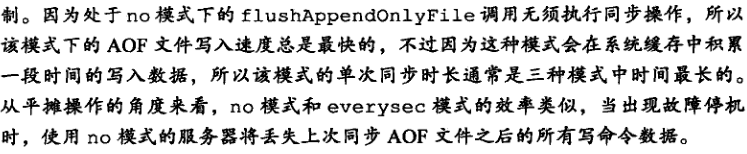 制。因为处于 no 模式下的 flushAppendOnlyFile 调用无须执行同步操作，所以
该模式下的 AOF 文件写入速度总是最快的，不过因为这种模式会在系统缓存中积累
一段时间的写入数据，所以该模式的单次同步时长通常是三种模式中时间最长的。
从平摊操作的角度来看，no 模式和 everysec 模式的效率类似，当出现故障停机
时，使用 no 模式的服务器将丢失上次同步 AOF 文件之后的所有写命令数据。